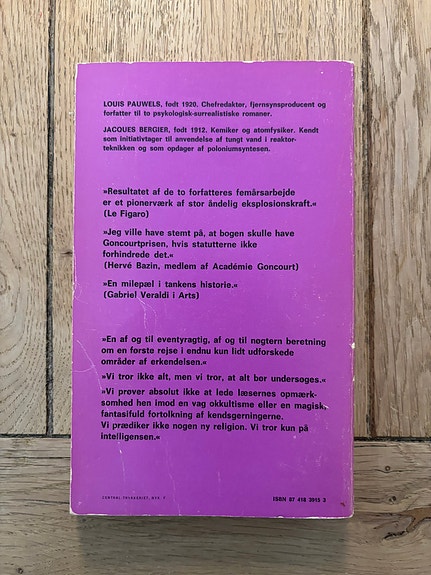 LOUIS PAUWELS, født 1920. Chefredaktør, fjernsynsproducent og
forfatter til to psykologisk-surrealistiske romaner.
JACQUES BERGIER, født 1912. Kemiker og atomfysiker. Kendt
som initiativtager til anvendelse af tungt vand i reaktor-
teknikken og som opdager af poloniumsyntesen.
»Resultatet af de to forfatteres femårsarbejde
er et pionerværk af stor åndelig eksplosionskraft.«
(Le Figaro)
»Jeg ville have stemt på, at bogen skulle have
Goncourtprisen, hvis statutterne ikke
forhindrede det.«
(Hervé Bazin, medlem af Académie Goncourt)
»En milepæl i tankens historie.«
(Gabriel Veraldi i Arts)
»En af og til eventyragtig, af og til nøgtern beretning
om en første rejse i endnu kun lidt udforskede
områder af erkendelsen.«
»Vi tror ikke alt, men vi tror, at alt bør undersøges.«
»Vi prøver absolut ikke at lede læsernes opmærk-
somhed hen imod en vag okkultisme eller en magisk,
fantasifuld fortolkning af kendsgerningerne.
Vi prædiker ikke nogen ny religion. Vi tror kun på
intelligensen.«
CENTRAL-TRYKKERIET,
ISBN 87 418 3915 3